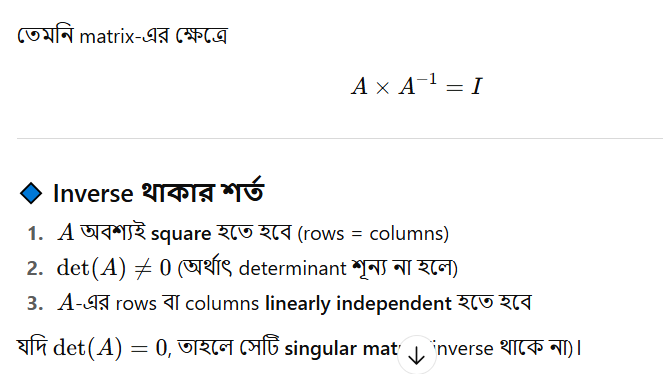 তেমনি matrix-এর ক্ষেত্রে
A × A⁻¹ = I
Inverse থাকার শর্ত
1. A অবশ্যই square হতে হবে (rows = columns)
2. det(A) ≠ 0 (অর্থাৎ determinant শূন্য না হলে)
3. A-এর rows বা columns linearly independent হতে হবে
যদি det(A) = 0, তাহলে সেটি singular inverse থাকে না)।